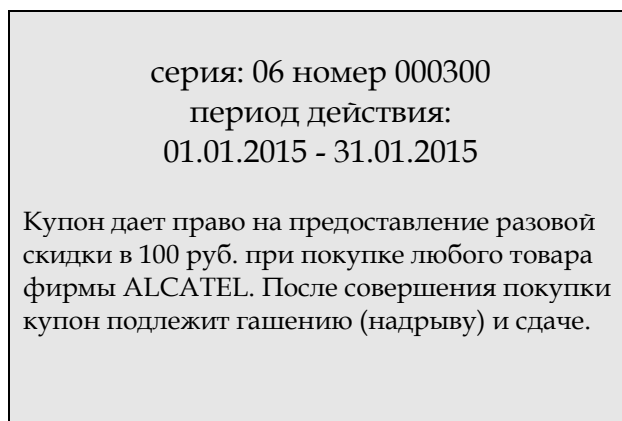 серия: 06 номер 000300
период действия:
01.01.2015 - 31.01.2015
Купон дает право на предоставление разовой
скидки в 100 руб. при покупке любого товара
фирмы ALCATEL. После совершения покупки
купон подлежит гашению (надрыву) и сдаче.